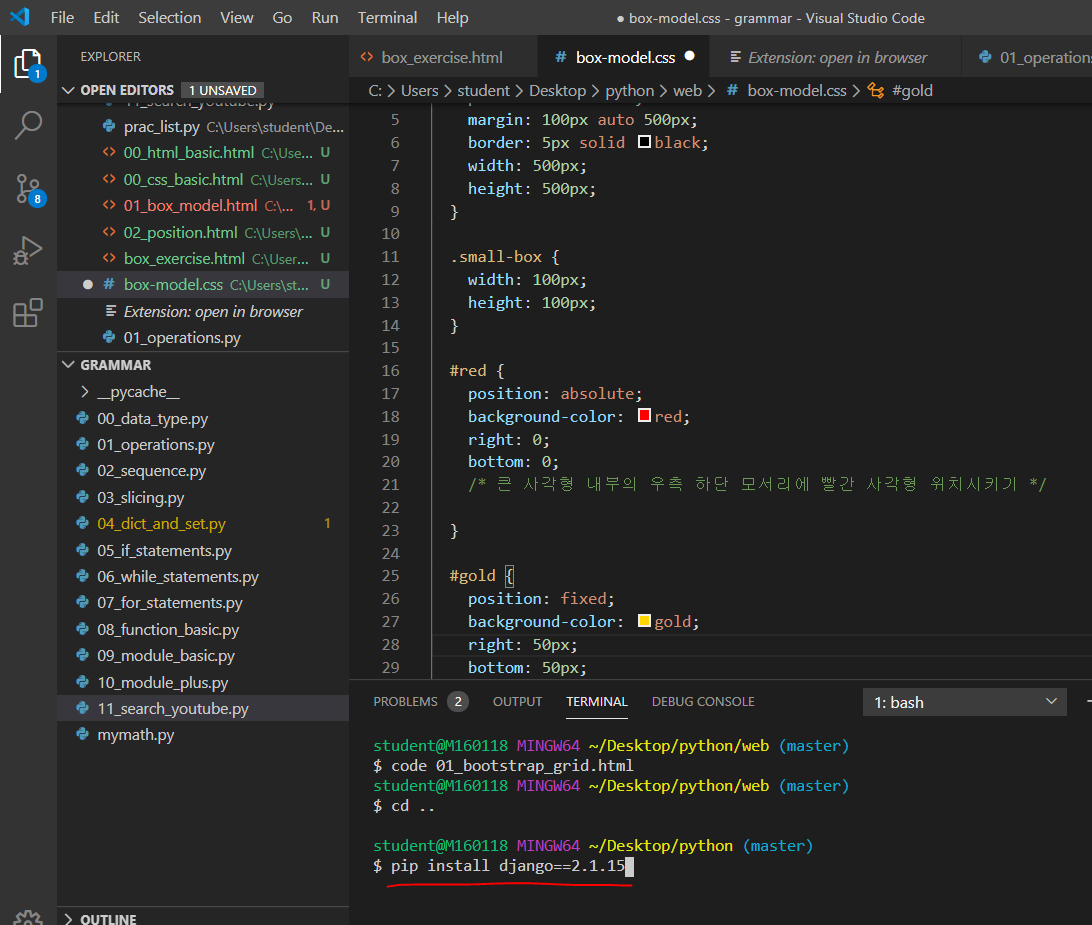 File Edit Selection View Go Run Terminal Help ● box-model.css - grammar - Visual Studio Code
EXPLORER
OPEN EDITORS 1 UNSAVED
11_search_youtube.py
prac_list.py C:\Users\student\De...
00_html_basic.html C:\Use... U
00_css_basic.html C:\Users... U
01_box_model.html C:\... 1, U
02_position.html C:\Users\... U
box_exercise.html C:\User... U
# box-model.css C:\Users\st... U
Extension: open in browser
01_operations.py
GRAMMAR
__pycache__
00_data_type.py
01_operations.py
02_sequence.py
03_slicing.py
04_dict_and_set.py 1
05_if_statements.py
06_while_statements.py
07_for_statements.py
08_function_basic.py
09_module_basic.py
10_module_plus.py
11_search_youtube.py
mymath.py
OUTLINE
1
8
box_exercise.html # box-model.css ● Extension: open in browser 01_operation
C: > Users > student > Desktop > python > web > # box-model.css > #gold
5 margin: 100px auto 500px;
6 border: 5px solid black;
7 width: 500px;
8 height: 500px;
9 }
10
11 .small-box {
12 width: 100px;
13 height: 100px;
14 }
15
16 #red {
17 position: absolute;
18 background-color: red;
19 right: 0;
20 bottom: 0;
21 /* 큰 사각형 내부의 우측 하단 모서리에 빨간 사각형 위치시키기 */
22
23 }
24
25 #gold {
26 position: fixed;
27 background-color: gold;
28 right: 50px;
29 bottom: 50px;
PROBLEMS 2 OUTPUT TERMINAL DEBUG CONSOLE 1: bash
student@M160118 MINGW64 ~/Desktop/python/web (master)
$ code 01_bootstrap_grid.html
student@M160118 MINGW64 ~/Desktop/python/web (master)
$ cd ..
student@M160118 MINGW64 ~/Desktop/python (master)
$ pip install django==2.1.15